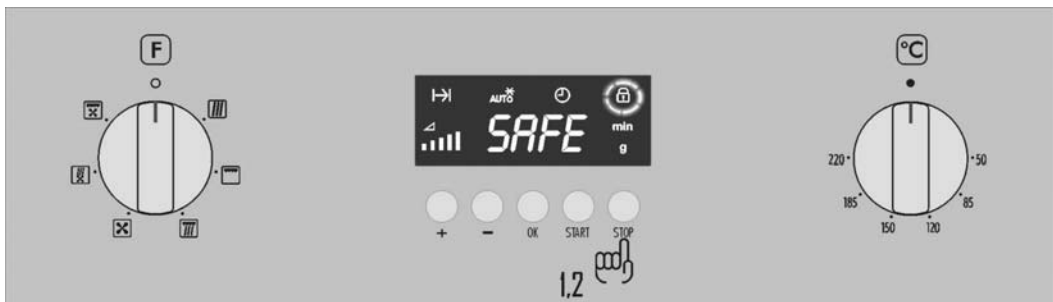 F
°C
AUTO
SAFE
min
g
220
50
185
85
150
120
+
-
OK
START
STOP
1,2